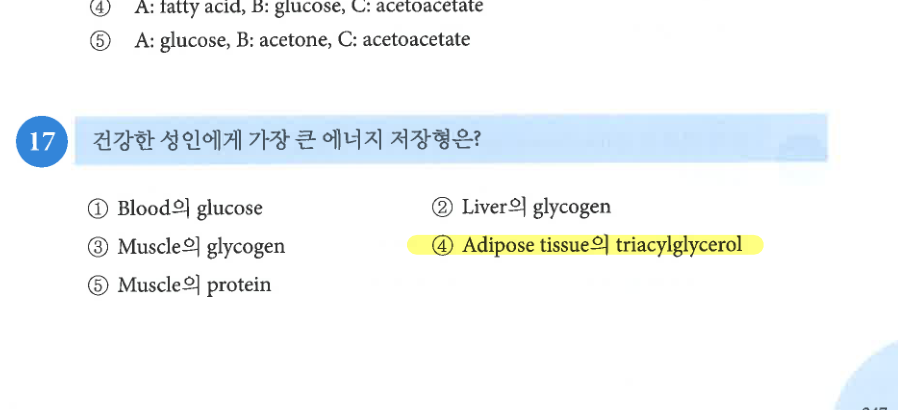 ④ A: fatty acid, B: glucose, C: acetoacetate
⑤ A: glucose, B: acetone, C: acetoacetate
17 건강한 성인에게 가장 큰 에너지 저장형은?
① Blood의 glucose ② Liver의 glycogen
③ Muscle의 glycogen ④ Adipose tissue의 triacylglycerol
⑤ Muscle의 protein